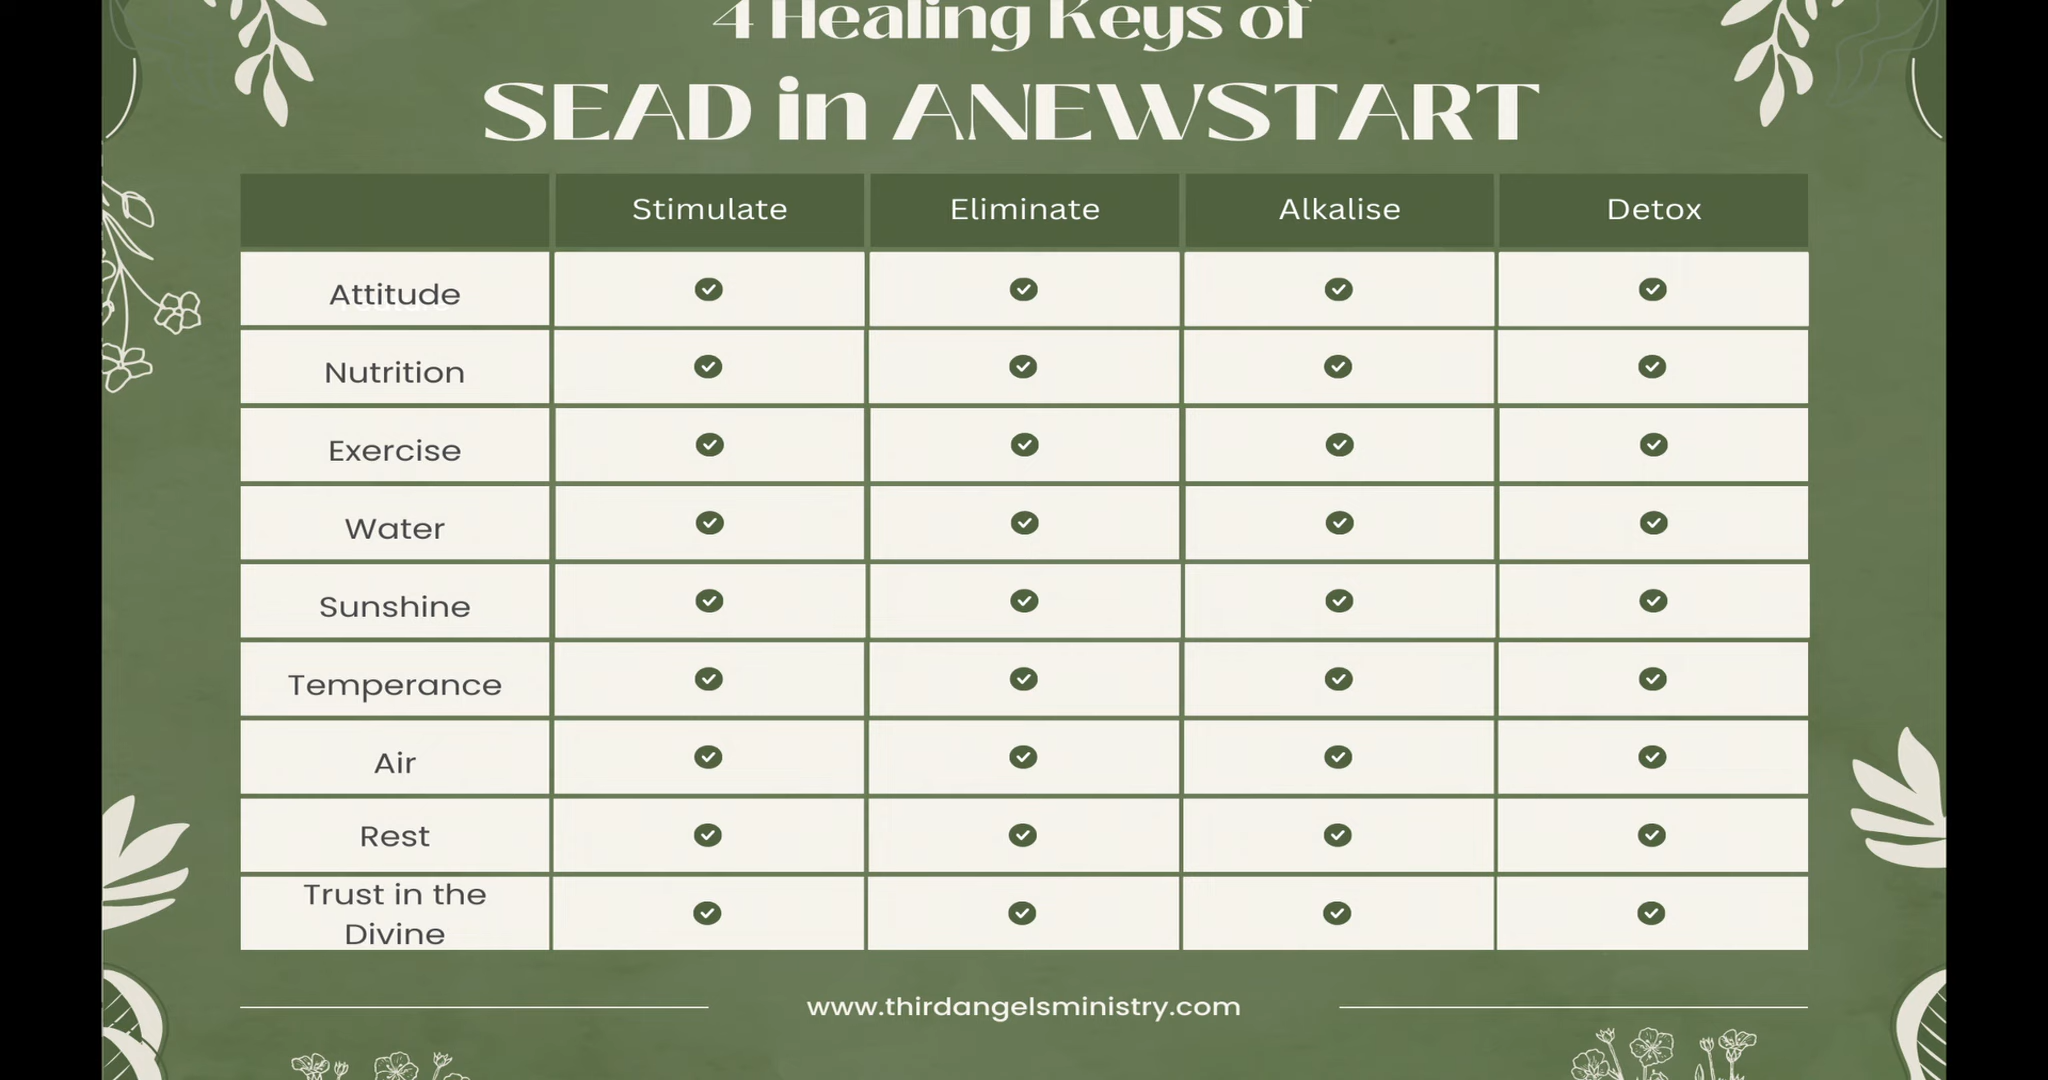 4 Healing Keys of
SEAD in ANEWSTART
Stimulate Eliminate Alkalise Detox
Attitude
Nutrition
Exercise
Water
Sunshine
Temperance
Air
Rest
Trust in the
Divine
www.thirdangelsministry.com